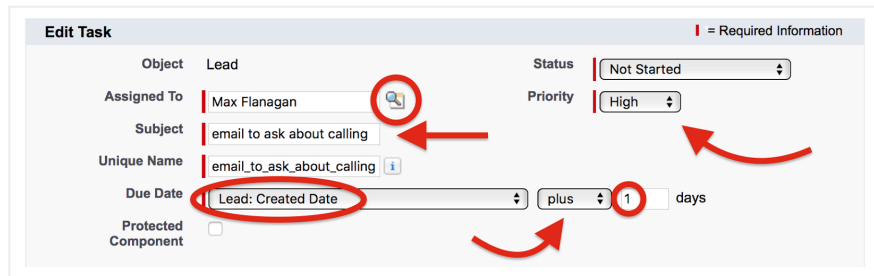 Edit Task
= Required Information
Object Lead
Status Not Started
Assigned To Max Flanagan
Priority High
Subject email to ask about calling
Unique Name email_to_ask_about_calling i
Due Date Lead: Created Date plus 1 days
Protected
Component